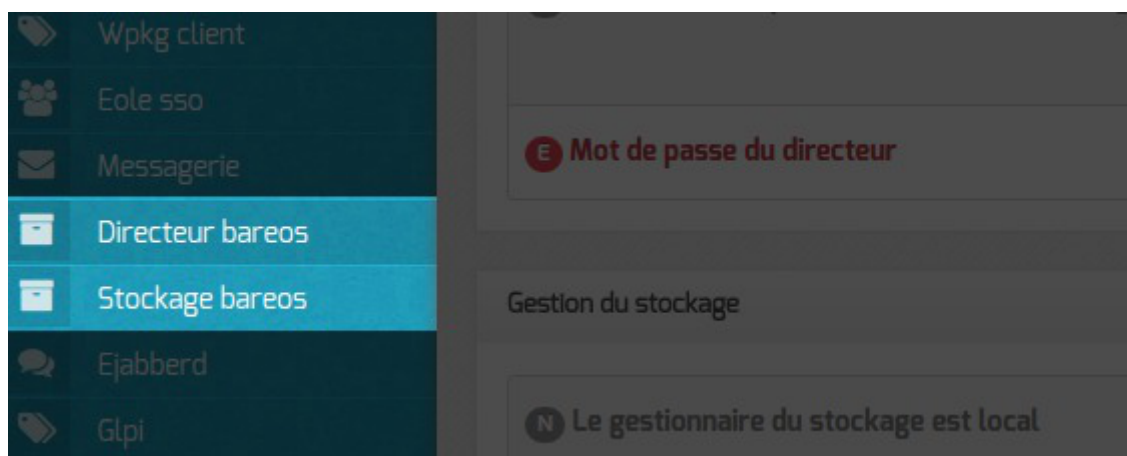 Wpkg client
Eole sso
Messagerie
Directeur bareos
Stockage bareos
Ejabberd
Glpi
E Mot de passe du directeur
Gestion du stockage
N Le gestionnaire du stockage est local